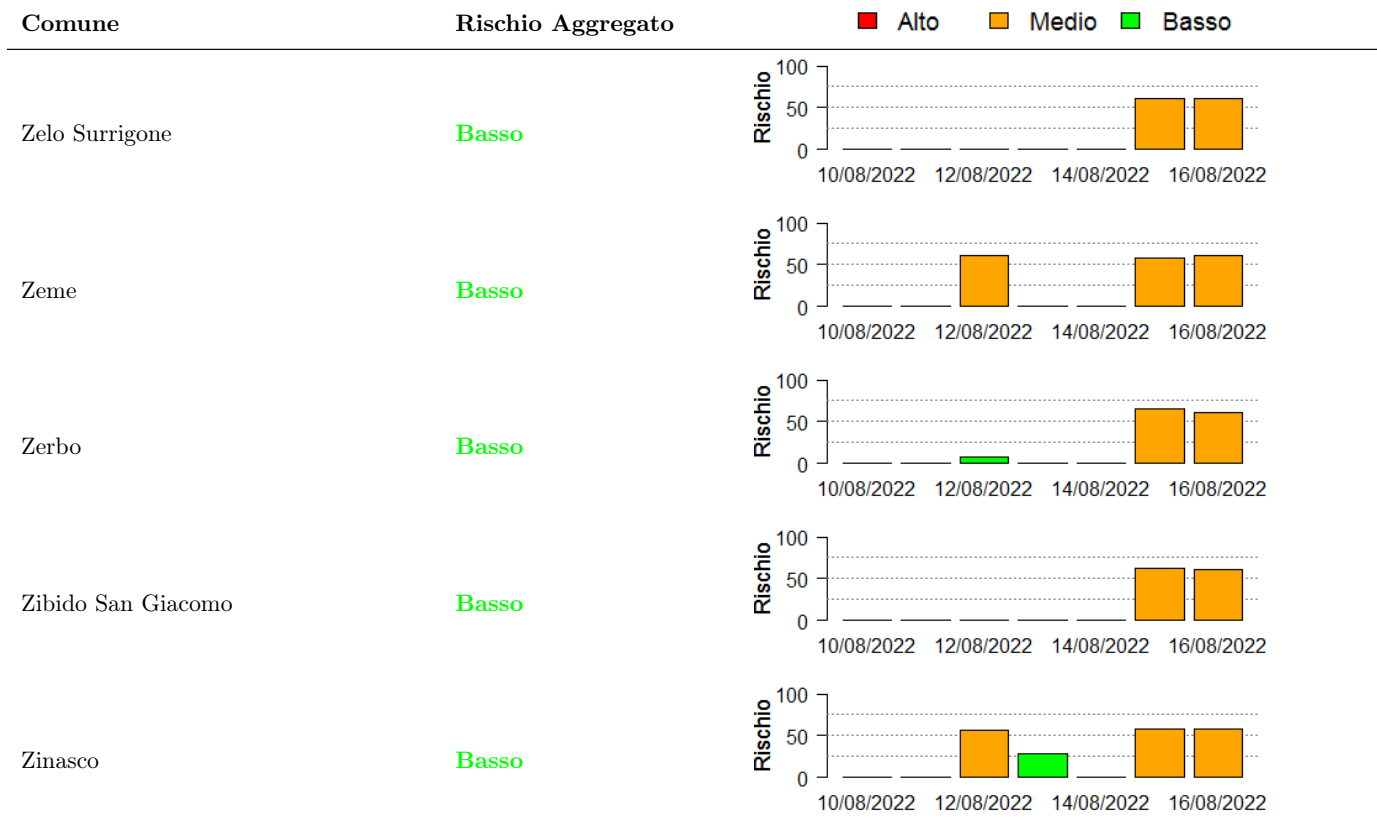 Comune Rischio Aggregato Alto Medio Basso
Zelo Surrigone Basso
Rischio
100
50
0
10/08/2022 12/08/2022 14/08/2022 16/08/2022
Zeme Basso
Rischio
100
50
0
10/08/2022 12/08/2022 14/08/2022 16/08/2022
Zerbo Basso
Rischio
100
50
0
10/08/2022 12/08/2022 14/08/2022 16/08/2022
Zibido San Giacomo Basso
Rischio
100
50
0
10/08/2022 12/08/2022 14/08/2022 16/08/2022
Zinasco Basso
Rischio
100
50
0
10/08/2022 12/08/2022 14/08/2022 16/08/2022